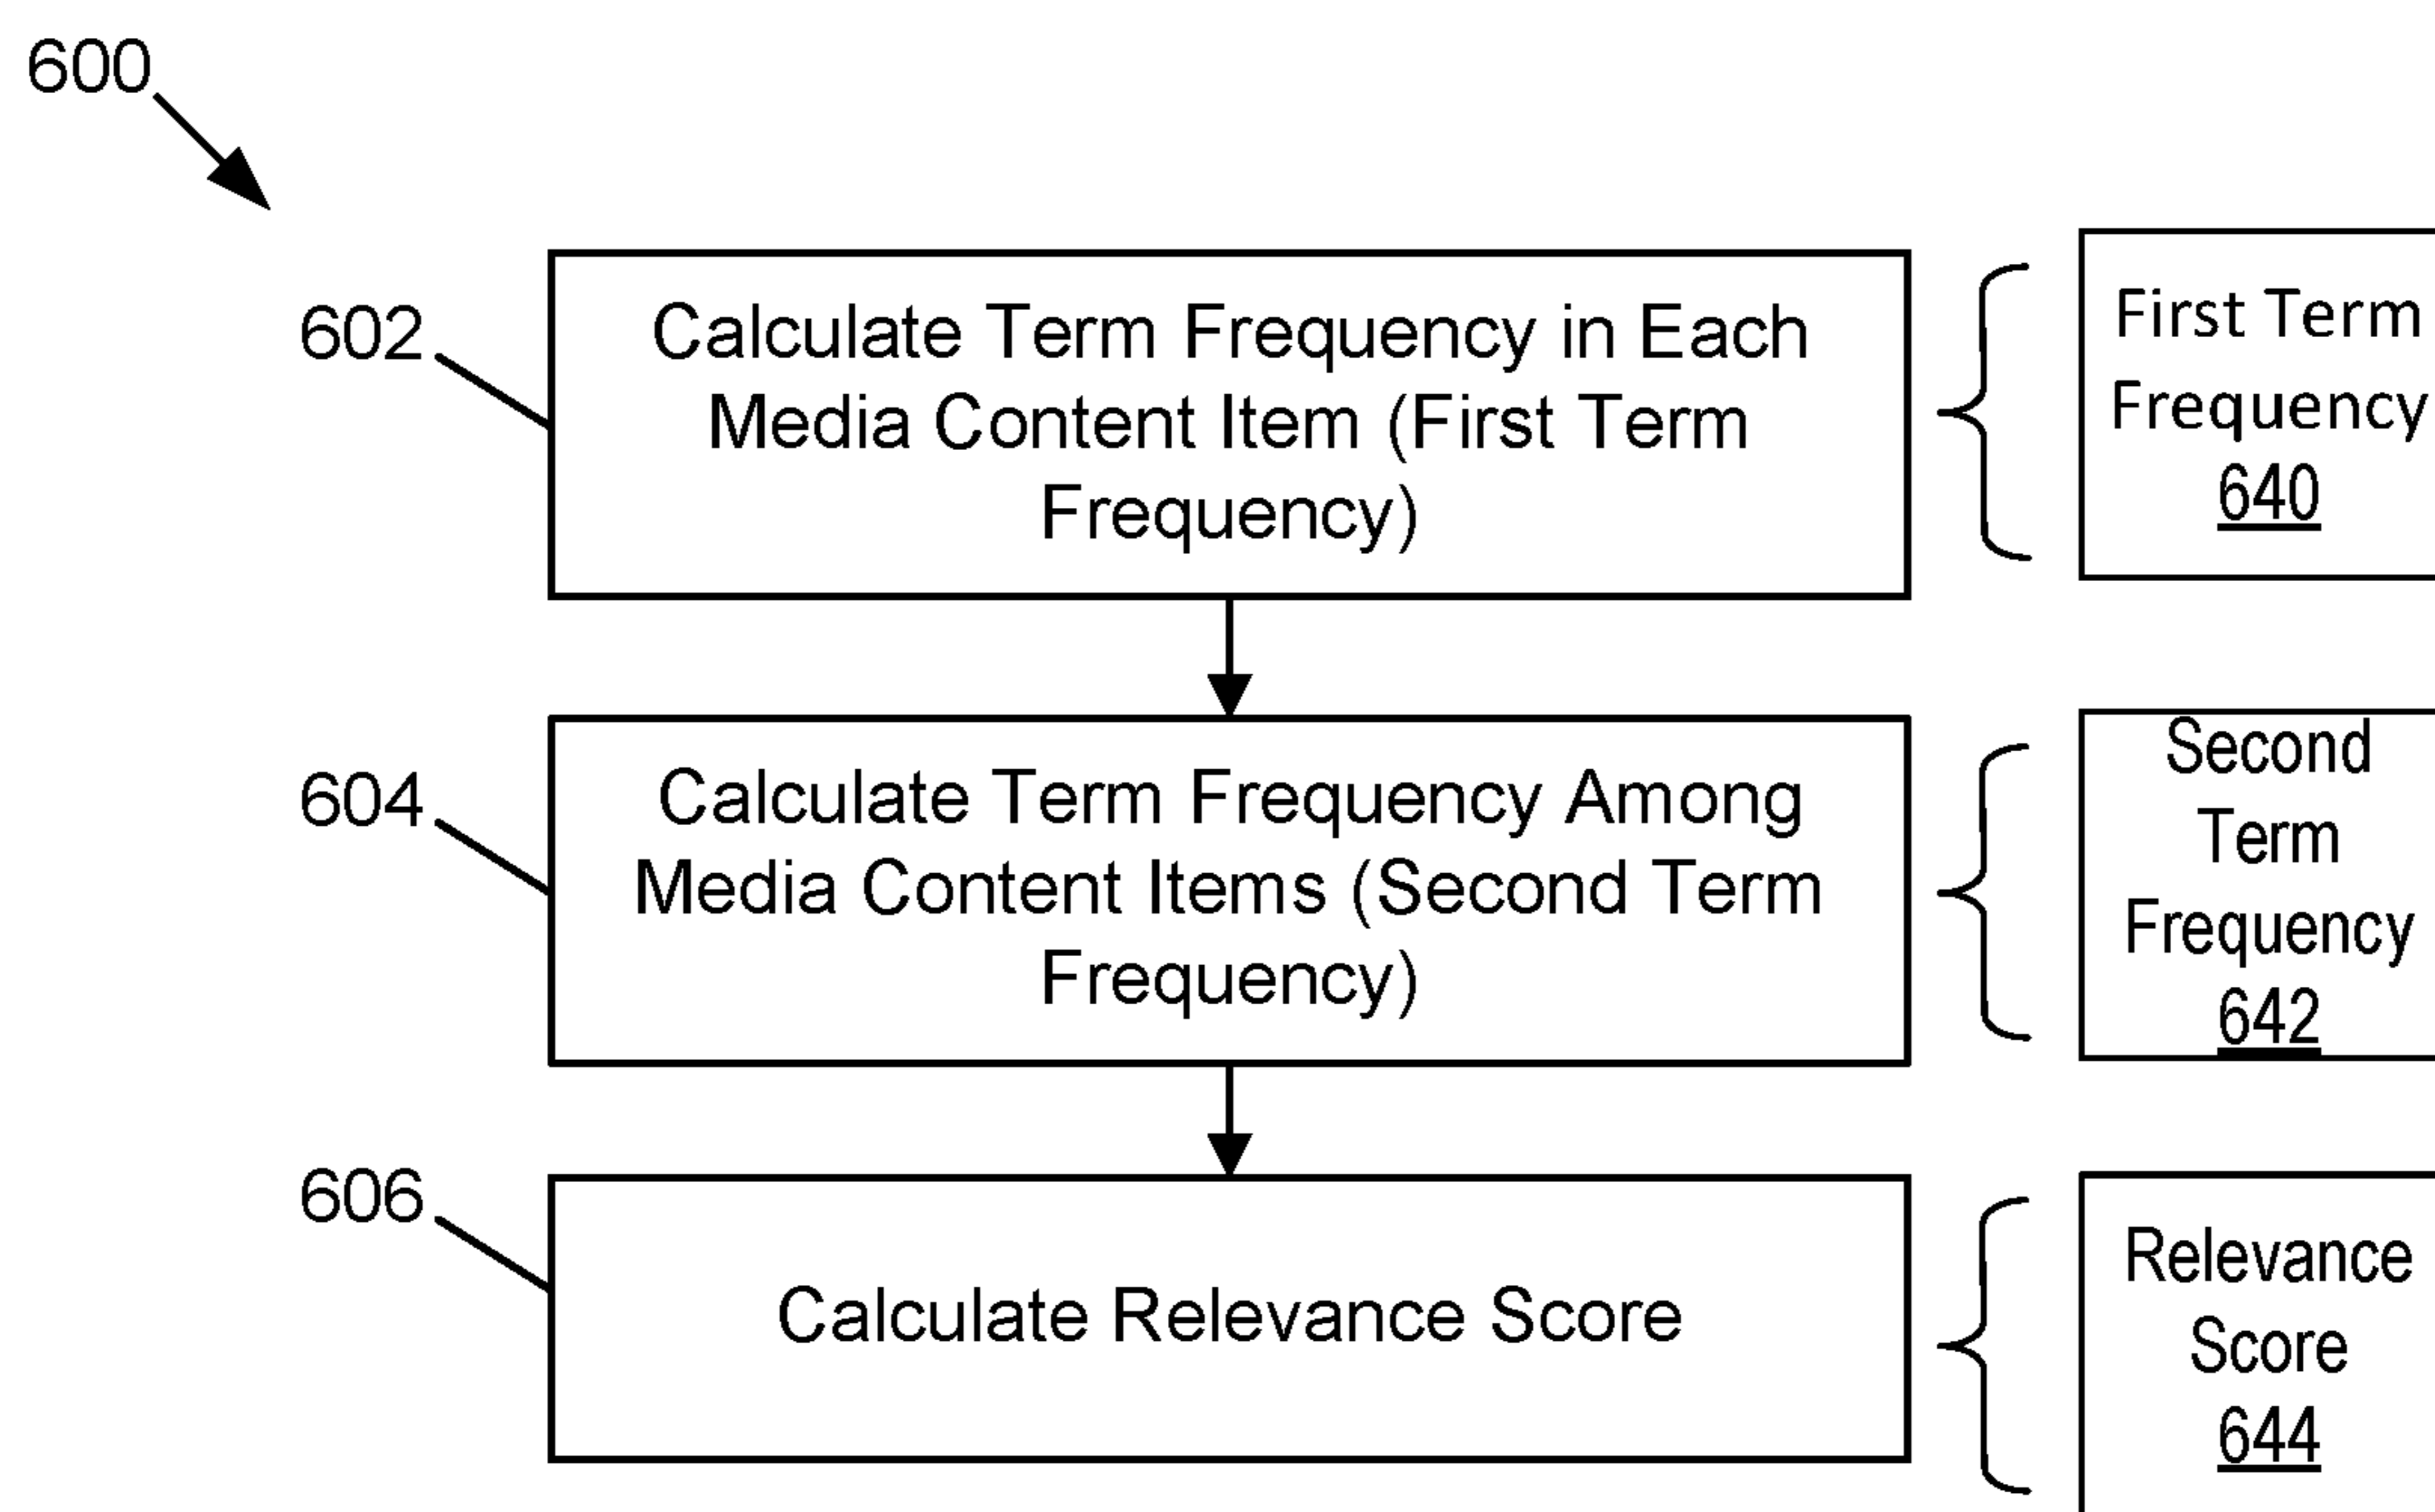 600
602
Calculate Term Frequency in Each
Media Content Item (First Term
Frequency)
First Term
Frequency
640
604
Calculate Term Frequency Among
Media Content Items (Second Term
Frequency)
Second
Term
Frequency
642
606
Calculate Relevance Score
Relevance
Score
644